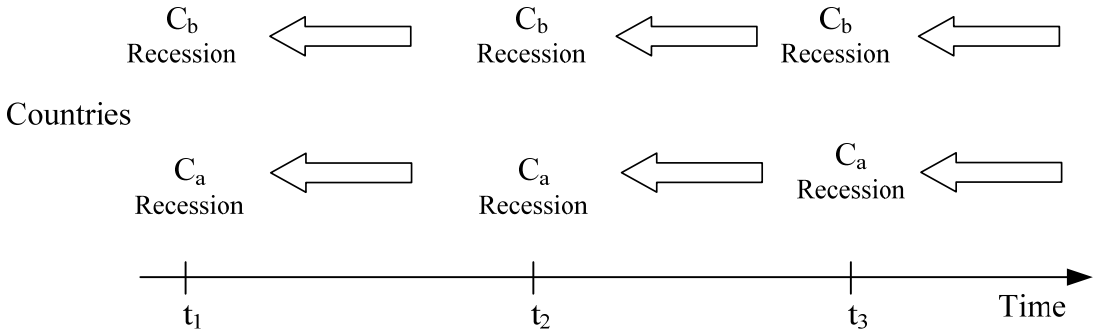 C_b C_b C_b
Recession Recession Recession
Countries
C_a C_a C_a
Recession Recession Recession
t_1 t_2 t_3 Time